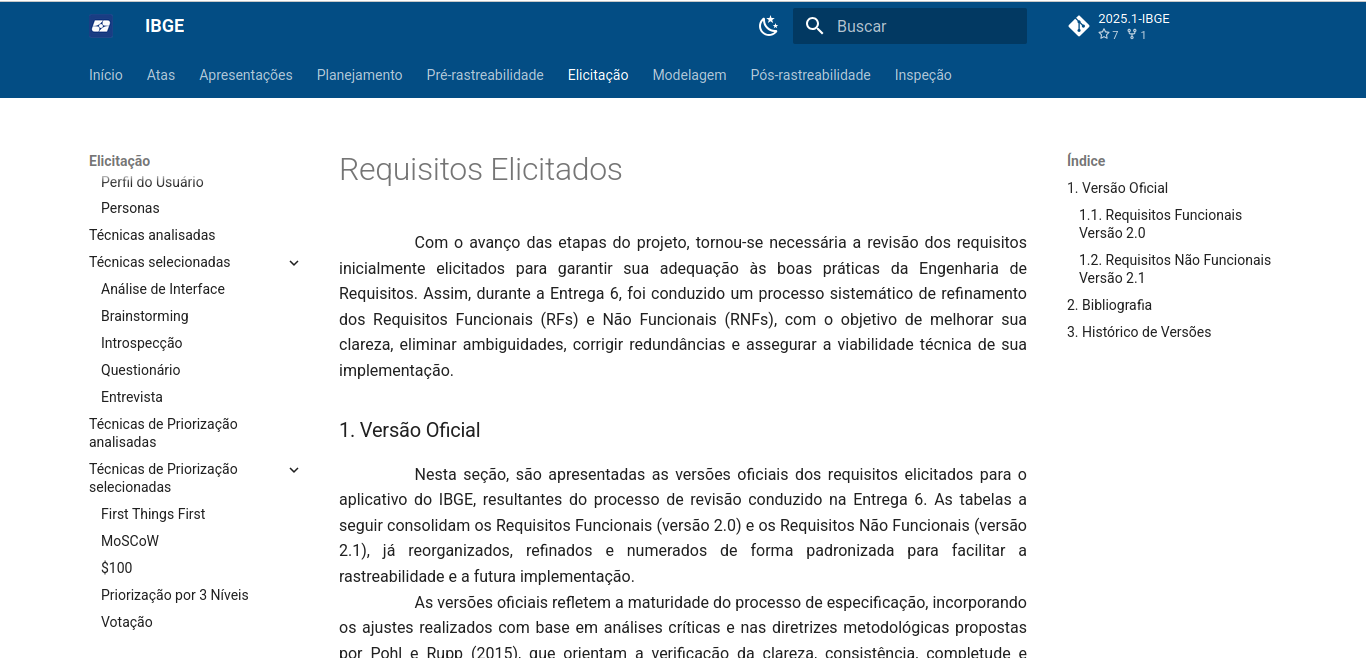 IBGE
Buscar
2025.1-IBGE
7 1
Início Atas Apresentações Planejamento Pré-rastreabilidade Elicitação Modelagem Pós-rastreabilidade Inspeção
Elicitação
Perfil do Usuário
Personas
Técnicas analisadas
Técnicas selecionadas
Análise de Interface
Brainstorming
Introspecção
Questionário
Entrevista
Técnicas de Priorização
analisadas
Técnicas de Priorização
selecionadas
First Things First
MoSCoW
$100
Priorização por 3 Níveis
Votação
Requisitos Elicitados
Com o avanço das etapas do projeto, tornou-se necessária a revisão dos requisitos
inicialmente elicitados para garantir sua adequação às boas práticas da Engenharia de
Requisitos. Assim, durante a Entrega 6, foi conduzido um processo sistemático de refinamento
dos Requisitos Funcionais (RFs) e Não Funcionais (RNFs), com o objetivo de melhorar sua
clareza, eliminar ambiguidades, corrigir redundâncias e assegurar a viabilidade técnica de sua
implementação.
1. Versão Oficial
Nesta seção, são apresentadas as versões oficiais dos requisitos elicitados para o
aplicativo do IBGE, resultantes do processo de revisão conduzido na Entrega 6. As tabelas a
seguir consolidam os Requisitos Funcionais (versão 2.0) e os Requisitos Não Funcionais (versão
2.1), já reorganizados, refinados e numerados de forma padronizada para facilitar a
rastreabilidade e a futura implementação.
As versões oficiais refletem a maturidade do processo de especificação, incorporando
os ajustes realizados com base em análises críticas e nas diretrizes metodológicas propostas
por Pohl e Rupp (2015), que orientam a verificação da clareza, consistência, completude e
Índice
1. Versão Oficial
1.1. Requisitos Funcionais
Versão 2.0
1.2. Requisitos Não Funcionais
Versão 2.1
2. Bibliografia
3. Histórico de Versões